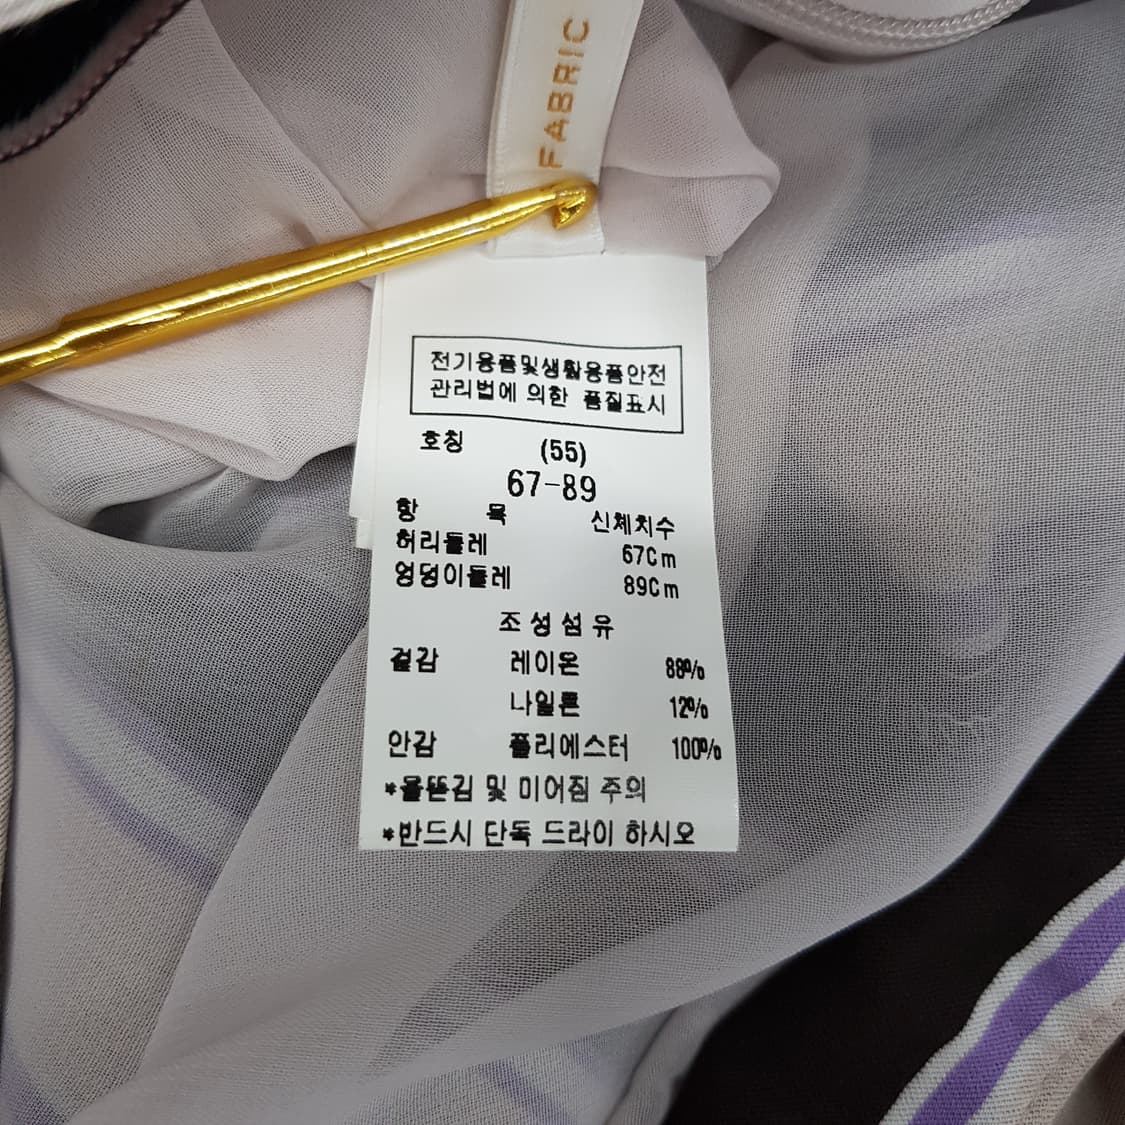 FABRIC
전기용품및생활용품안전
관리법에 의한 품질표시
호칭 (55)
67-89
항 목 신체치수
허리둘레 67Cm
엉덩이둘레 89Cm
조성섬유
겉감 레이온 88%
나일론 12%
안감 폴리에스터 100%
*올뜯김 및 미어짐 주의
*반드시 단독 드라이 하시오